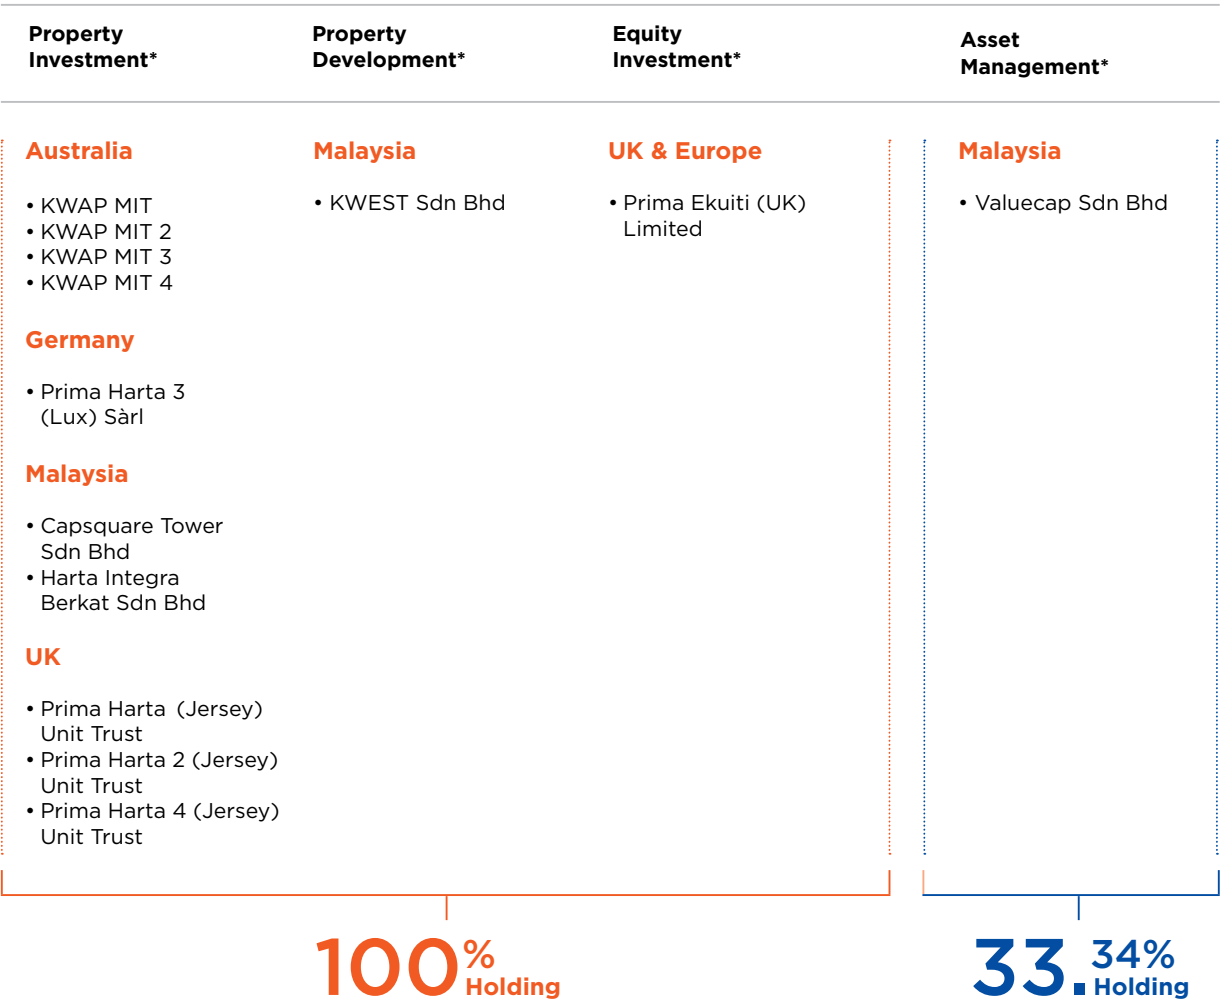 Property
Investment*
Property
Development*
Equity
Investment*
Asset
Management*
Australia
• KWAP MIT
• KWAP MIT 2
• KWAP MIT 3
• KWAP MIT 4
Germany
• Prima Harta 3
(Lux) Sàrl
Malaysia
• Capsquare Tower
Sdn Bhd
• Harta Integra
Berkat Sdn Bhd
UK
• Prima Harta (Jersey)
Unit Trust
• Prima Harta 2 (Jersey)
Unit Trust
• Prima Harta 4 (Jersey)
Unit Trust
Malaysia
• KWEST Sdn Bhd
UK & Europe
• Prima Ekuiti (UK)
Limited
Malaysia
• Valuecap Sdn Bhd
100%
Holding
33.34%
Holding